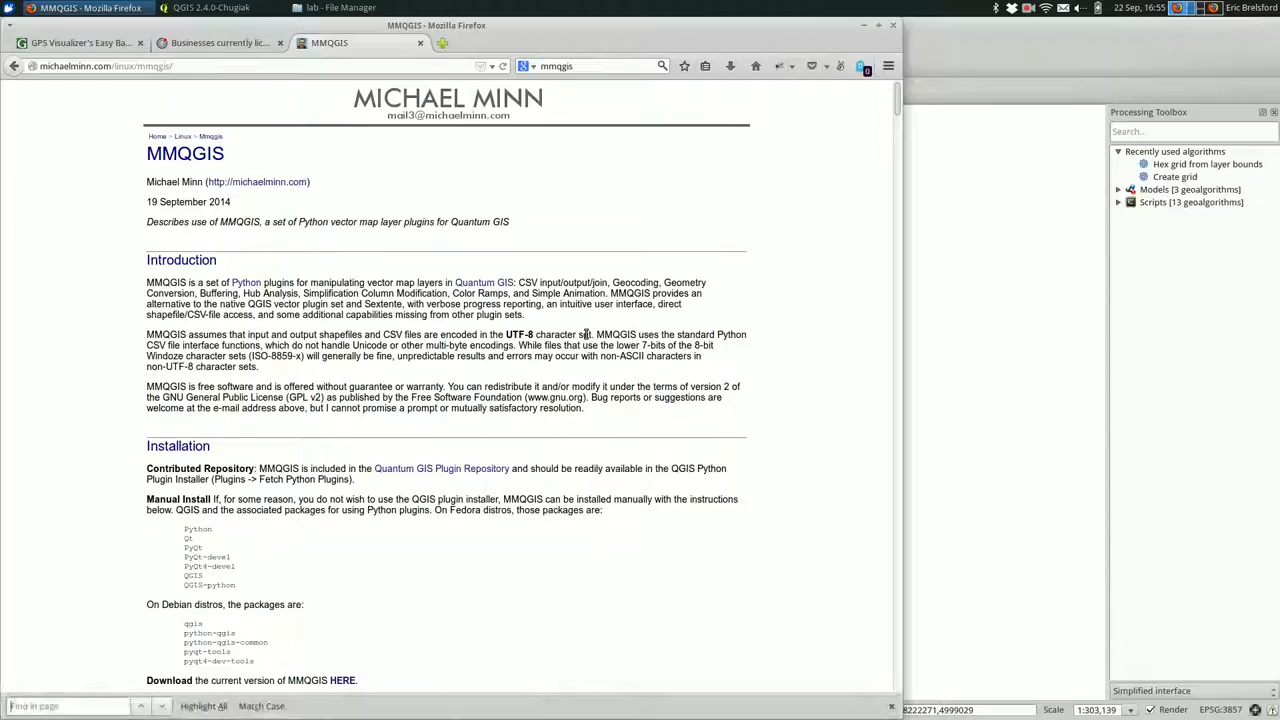 MMQGIS - Mozilla Firefox
QGIS 2.4.0-Chugiak
lab - File Manager
22 Sep, 16:55
Eric Brelsford
MMQGIS - Mozilla Firefox
GPS Visualizer's Easy Ba...
Businesses currently lic...
MMQGIS
michaelminn.com/linux/mmqgis/
mmqgis
0
MICHAEL MINN
mail3@michaelminn.com
Home > Linux > Mmqgis
MMQGIS
Michael Minn (http://michaelminn.com)
19 September 2014
Describes use of MMQGIS, a set of Python vector map layer plugins for Quantum GIS
Introduction
MMQGIS is a set of Python plugins for manipulating vector map layers in Quantum GIS: CSV input/output/join, Geocoding, Geometry
Conversion, Buffering, Hub Analysis, Simplification Column Modification, Color Ramps, and Simple Animation. MMQGIS provides an
alternative to the native QGIS vector plugin set and Sextente, with verbose progress reporting, an intuitive user interface, direct
shapefile/CSV-file access, and some additional capabilities missing from other plugin sets.
MMQGIS assumes that input and output shapefiles and CSV files are encoded in the UTF-8 character set. MMQGIS uses the standard Python
CSV file interface functions, which do not handle Unicode or other multi-byte encodings. While files that use the lower 7-bits of the 8-bit
Windoze character sets (ISO-8859-x) will generally be fine, unpredictable results and errors may occur with non-ASCII characters in
non-UTF-8 character sets.
MMQGIS is free software and is offered without guarantee or warranty. You can redistribute it and/or modify it under the terms of version 2 of
the GNU General Public License (GPL v2) as published by the Free Software Foundation (www.gnu.org). Bug reports or suggestions are
welcome at the e-mail address above, but I cannot promise a prompt or mutually satisfactory resolution.
Installation
Contributed Repository: MMQGIS is included in the Quantum GIS Plugin Repository and should be readily available in the QGIS Python
Plugin Installer (Plugins -> Fetch Python Plugins).
Manual Install If, for some reason, you do not wish to use the QGIS plugin installer, MMQGIS can be installed manually with the instructions
below. QGIS and the associated packages for using Python plugins. On Fedora distros, those packages are:
Python
Qt
PyQt
PyQt-devel
PyQt4-devel
QGIS
QGIS-python
On Debian distros, the packages are:
qgis
python-qgis
python-qgis-common
pyqt-tools
pyqt4-dev-tools
Download the current version of MMQGIS HERE.
Find in page
Highlight All
Match Case
Processing Toolbox
Search...
Recently used algorithms
Hex grid from layer bounds
Create grid
Models [3 geoalgorithms]
Scripts [13 geoalgorithms]
Simplified interface
8222271,4999029
Scale
1:303,139
Render
EPSG:3857